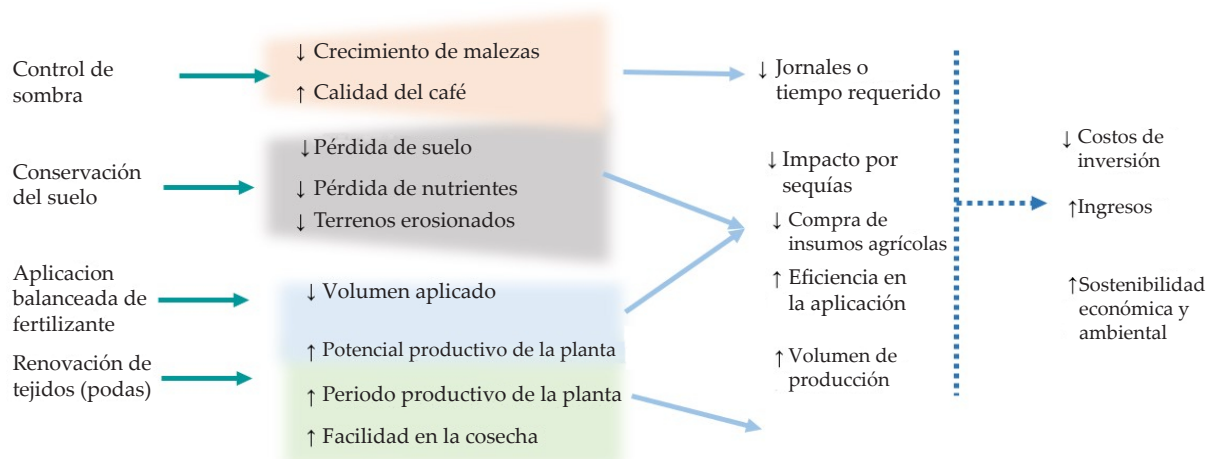 Control de
sombra
↓ Crecimiento de malezas
↑ Calidad del café
↓ Jornales o
tiempo requerido
Conservación
del suelo
↓ Pérdida de suelo
↓ Pérdida de nutrientes
↓ Terrenos erosionados
↓ Impacto por
sequías
↓ Compra de
insumos agrícolas
↑ Eficiencia en
la aplicación
↑ Volumen de
producción
Aplicacion
balanceada de
fertilizante
↓ Volumen aplicado
↑ Potencial productivo de la planta
Renovación de
tejidos (podas)
↑ Periodo productivo de la planta
↑ Facilidad en la cosecha
↓ Costos de
inversión
↑Ingresos
↑Sostenibilidad
económica y
ambiental